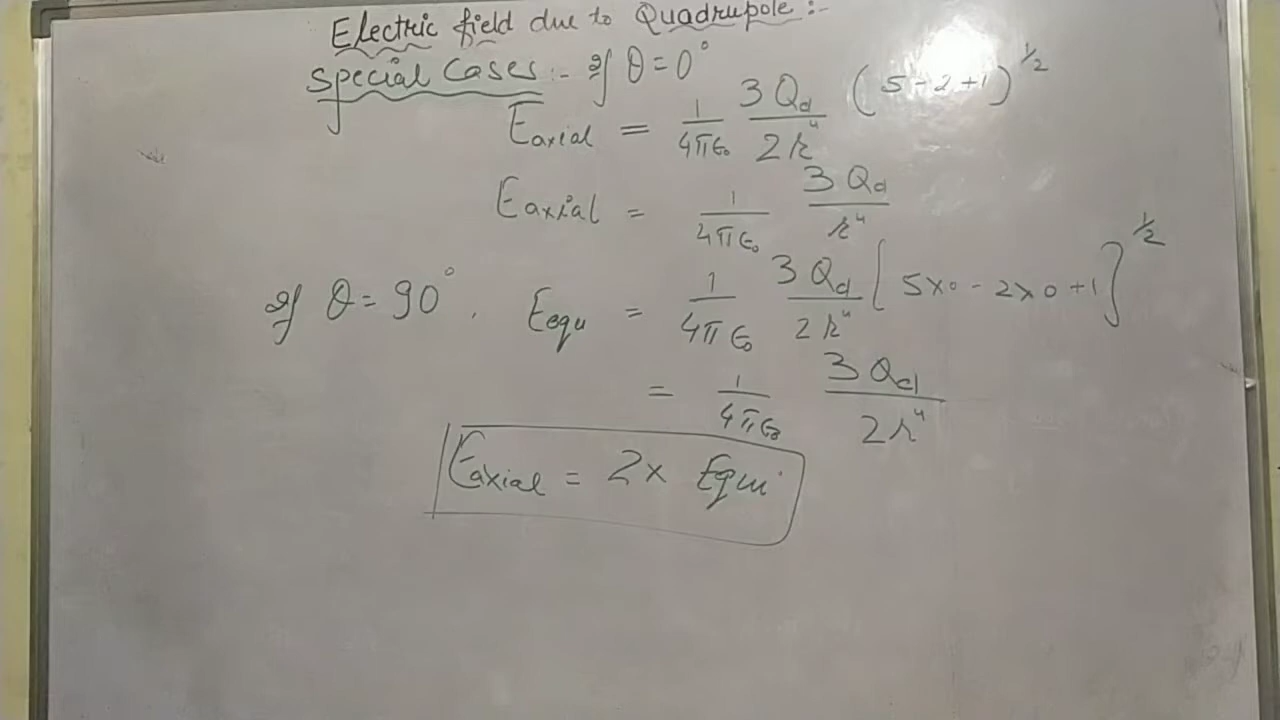 Electric field due to Quadrupole :-
Special Cases :- If θ = 0°
E_axial = 1/4πϵ₀ 3Q_d/2r⁴ (5-2+1)^1/2
E_axial = 1/4πϵ₀ 3Q_d/r⁴
If θ = 90°, E_equ = 1/4πϵ₀ 3Q_d/2r⁴ [5×0-2×0+1]^1/2
= 1/4πϵ₀ 3Q_d/2r⁴
E_axial = 2× Equi